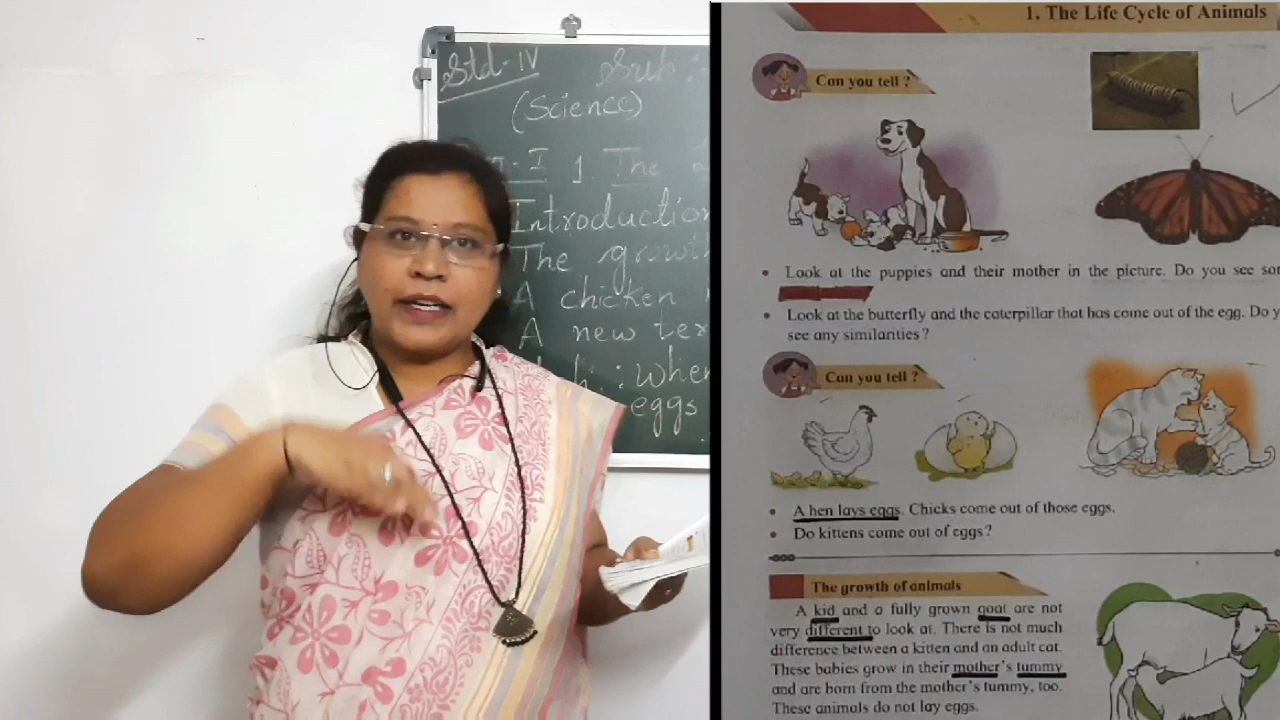 Std-IV Sub:-
(Science)
-I 1. The
Introduction
The growth
A chicken
A new ter
: when
eggs
1. The Life Cycle of Animals
Can you tell ?
Look at the puppies and their mother in the picture. Do you see
Look at the butterfly and the caterpillar that has come out of the egg. Do
see any similarities ?
Can you tell ?
A hen lays eggs. Chicks come out of those eggs.
Do kittens come out of eggs ?
The growth of animals
A kid and a fully grown goat are not
very different to look at. There is not much
difference between a kitten and an adult cat.
These babies grow in their mother's tummy
and are born from the mother's tummy, too.
These animals do not lay eggs.